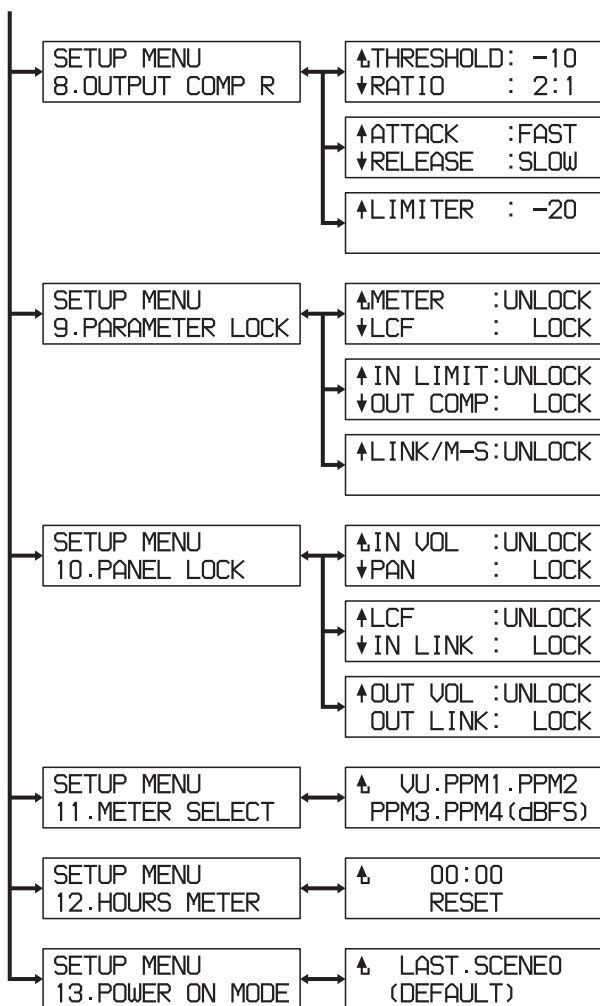 SETUP MENU
8.OUTPUT COMP R
THRESHOLD: -10
RATIO : 2:1
ATTACK :FAST
RELEASE :SLOW
LIMITER : -20
SETUP MENU
9.PARAMETER LOCK
METER :UNLOCK
LCF : LOCK
IN LIMIT:UNLOCK
OUT COMP: LOCK
LINK/M-S:UNLOCK
SETUP MENU
10.PANEL LOCK
IN VOL :UNLOCK
PAN : LOCK
LCF :UNLOCK
IN LINK : LOCK
OUT VOL :UNLOCK
OUT LINK: LOCK
SETUP MENU
11.METER SELECT
VU.PPM1.PPM2
PPM3.PPM4(dBFS)
SETUP MENU
12.HOURS METER
00:00
RESET
SETUP MENU
13.POWER ON MODE
LAST.SCENE0
(DEFAULT)